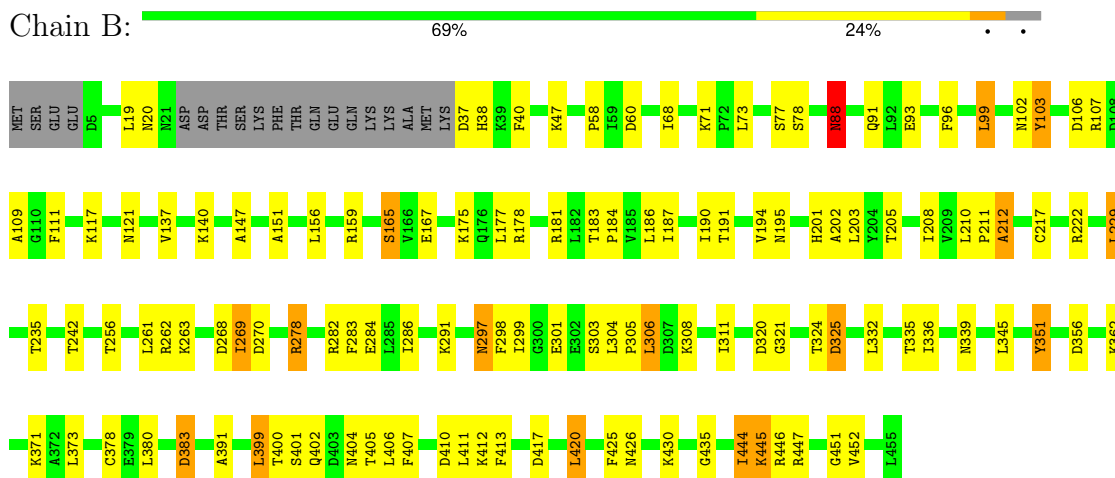 Chain B:
69% 24% • •
MET SER GLU GLU D5 L19 N20 N21 ASP ASP THR SER LYS PHE THR GLN GLU GLU GLN LYS LYS ALA MET LYS D37 H38 K39 F40 K47 P58 I59 D60 I68 K71 P72 L73 S77 S78 N88 Q91 L92 E93 F96 L99 N102 Y103 D106 R107 D108
A109 G110 F111 K117 N121 V137 K140 A147 A151 L156 R159 S165 V166 E167 K175 Q176 L177 R178 R181 L182 T183 P184 V185 L186 I187 I190 T191 V194 N195 H201 A202 L203 Y204 T205 I208 V209 L210 P211 A212 C217 R222 L229
T235 T242 T256 L261 R262 K263 D268 I269 D270 R278 R282 F283 E284 L285 I286 K291 N297 F298 I299 G300 E301 E302 S303 L304 P305 L306 D307 K308 I311 D320 G321 T324 D325 L332 T335 I336 N339 L345 Y351 D356 K362
K371 A372 L373 C378 E379 L380 D383 A391 L399 T400 S401 Q402 D403 N404 T405 L406 F407 D410 L411 K412 F413 D417 L420 F425 N426 K430 G435 I444 K445 R446 R447 G451 V452 L455